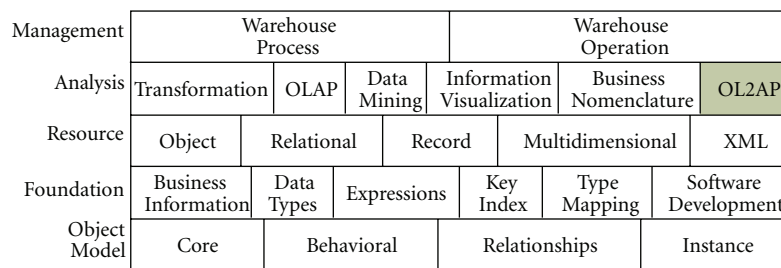 Management Warehouse Process Warehouse Operation
Analysis Transformation OLAP Data Mining Information Visualization Business Nomenclature OL2AP
Resource Object Relational Record Multidimensional XML
Foundation Business Information Data Types Expressions Key Index Type Mapping Software Development
Object Model Core Behavioral Relationships Instance